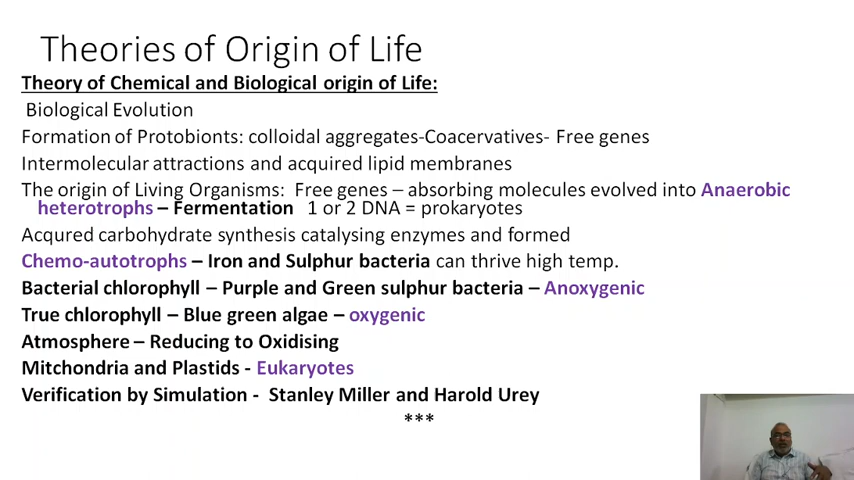 Theories of Origin of Life
Theory of Chemical and Biological origin of Life:
Biological Evolution
Formation of Protobionts: colloidal aggregates-Coacervatives- Free genes
Intermolecular attractions and acquired lipid membranes
The origin of Living Organisms: Free genes – absorbing molecules evolved into Anaerobic
heterotrophs – Fermentation 1 or 2 DNA = prokaryotes
Acqured carbohydrate synthesis catalysing enzymes and formed
Chemo-autotrophs – Iron and Sulphur bacteria can thrive high temp.
Bacterial chlorophyll – Purple and Green sulphur bacteria – Anoxygenic
True chlorophyll – Blue green algae – oxygenic
Atmosphere – Reducing to Oxidising
Mitchondria and Plastids - Eukaryotes
Verification by Simulation - Stanley Miller and Harold Urey
***